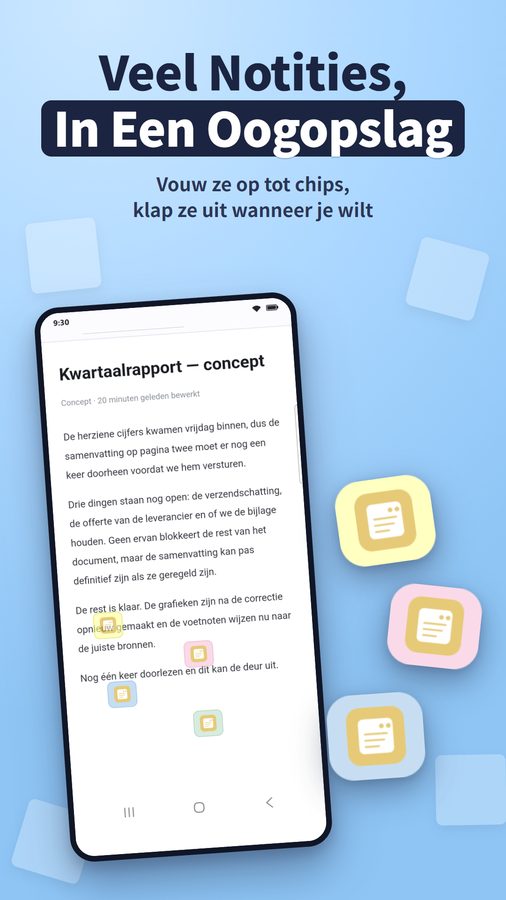 Veel Notities,
In Een Oogopslag
Vouw ze op tot chips,
klap ze uit wanneer je wilt
9:30
Kwartaalrapport — concept
Concept · 20 minuten geleden bewerkt
De herziene cijfers kwamen vrijdag binnen, dus de
samenvatting op pagina twee moet er nog een
keer doorheen voordat we hem versturen.
Drie dingen staan nog open: de verzendschatting,
de offerte van de leverancier en of we de bijlage
houden. Geen ervan blokkeert de rest van het
document, maar de samenvatting kan pas
definitief zijn als ze geregeld zijn.
De rest is klaar. De grafieken zijn na de correctie
opnieuw gemaakt en de voetnoten wijzen nu naar
de juiste bronnen.
Nog één keer doorlezen en dit kan de deur uit.